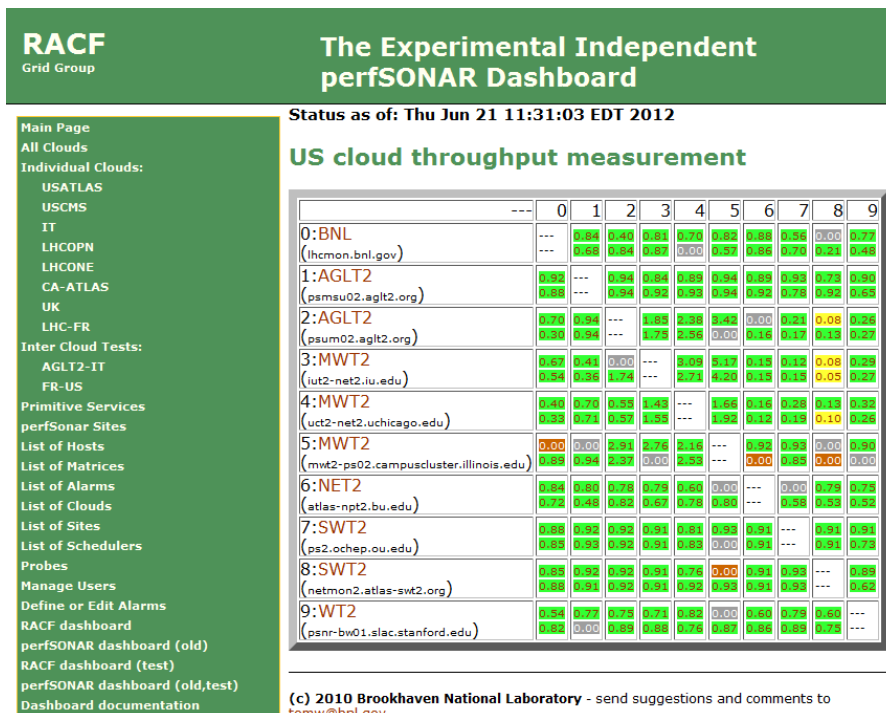 RACF
Grid Group
The Experimental Independent
perfSONAR Dashboard
Main Page
All Clouds
Individual Clouds:
USATLAS
USCMS
IT
LHCOPN
LHCONE
CA-ATLAS
UK
LHC-FR
Inter Cloud Tests:
AGLT2-IT
FR-US
Primitive Services
perfSonar Sites
List of Hosts
List of Matrices
List of Alarms
List of Clouds
List of Sites
List of Schedulers
Probes
Manage Users
Define or Edit Alarms
RACF dashboard
perfSONAR dashboard (old)
RACF dashboard (test)
perfSONAR dashboard (old,test)
Dashboard documentation
Status as of: Thu Jun 21 11:31:03 EDT 2012
US cloud throughput measurement
--- 0 1 2 3 4 5 6 7 8 9
0:BNL --- 0.84 0.40 0.81 0.70 0.82 0.88 0.56 0.00 0.77
(lhcmon.bnl.gov) --- 0.68 0.84 0.87 0.00 0.57 0.86 0.70 0.21 0.48
1:AGLT2 0.92 --- 0.94 0.84 0.89 0.94 0.89 0.93 0.73 0.90
(psmsu02.aglt2.org) 0.88 --- 0.94 0.92 0.93 0.94 0.92 0.78 0.92 0.65
2:AGLT2 0.70 0.94 --- 1.85 2.38 3.42 0.00 0.21 0.08 0.26
(psum02.aglt2.org) 0.30 0.94 --- 1.75 2.56 0.00 0.16 0.17 0.13 0.27
3:MWT2 0.67 0.41 0.00 --- 3.09 5.17 0.15 0.12 0.08 0.29
(iut2-net2.iu.edu) 0.54 0.36 1.74 --- 2.71 4.20 0.15 0.15 0.05 0.27
4:MWT2 0.40 0.70 0.55 1.43 --- 1.66 0.16 0.28 0.13 0.32
(uct2-net2.uchicago.edu) 0.33 0.71 0.57 1.55 --- 1.92 0.12 0.19 0.10 0.26
5:MWT2 0.00 0.00 2.91 2.76 2.16 --- 0.92 0.93 0.00 0.90
(mwt2-ps02.campuscluster.illinois.edu) 0.89 0.94 2.37 0.00 2.53 --- 0.00 0.85 0.00 0.00
6:NET2 0.84 0.80 0.78 0.79 0.60 0.00 --- 0.00 0.79 0.75
(atlas-npt2.bu.edu) 0.72 0.48 0.82 0.67 0.78 0.80 --- 0.58 0.53 0.52
7:SWT2 0.88 0.92 0.92 0.91 0.81 0.93 0.91 --- 0.91 0.91
(ps2.ochep.ou.edu) 0.85 0.93 0.92 0.91 0.83 0.00 0.91 --- 0.91 0.73
8:SWT2 0.85 0.92 0.92 0.91 0.76 0.00 0.91 0.93 --- 0.89
(netmon2.atlas-swt2.org) 0.88 0.91 0.92 0.92 0.92 0.93 0.91 0.93 --- 0.62
9:WT2 0.54 0.77 0.75 0.71 0.82 0.00 0.60 0.79 0.60 ---
(psnr-bw01.slac.stanford.edu) 0.82 0.00 0.89 0.88 0.76 0.87 0.86 0.89 0.75 ---
(c) 2010 Brookhaven National Laboratory - send suggestions and comments to